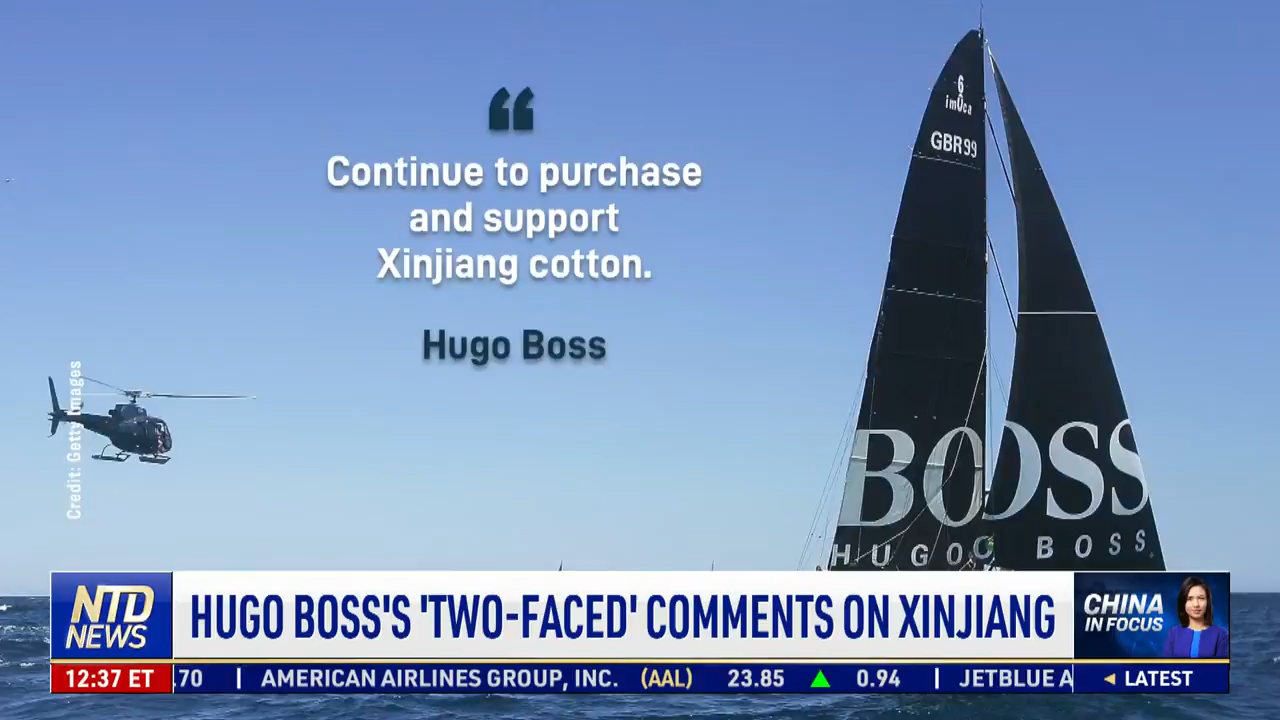 6
imOca
GBR99
“
Continue to purchase
and support
Xinjiang cotton.
Hugo Boss
Credit: Getty Images
BOSS
HUGO BOSS
NTD
NEWS
HUGO BOSS'S 'TWO-FACED' COMMENTS ON XINJIANG
CHINA
IN FOCUS
12:37 ET
.70 | AMERICAN AIRLINES GROUP, INC. (AAL) 23.85 ▲ 0.94 | JETBLUE A
◄ LATEST